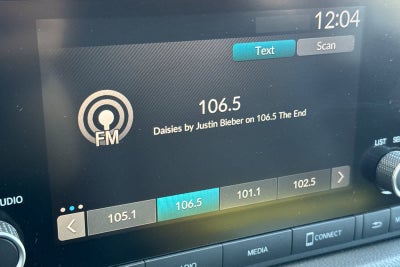 12:04
Text Scan
FM
106.5
Daisies by Justin Bieber on 106.5 The End
105.1 106.5 101.1 102.5
LIST
MEDIA CONNECT